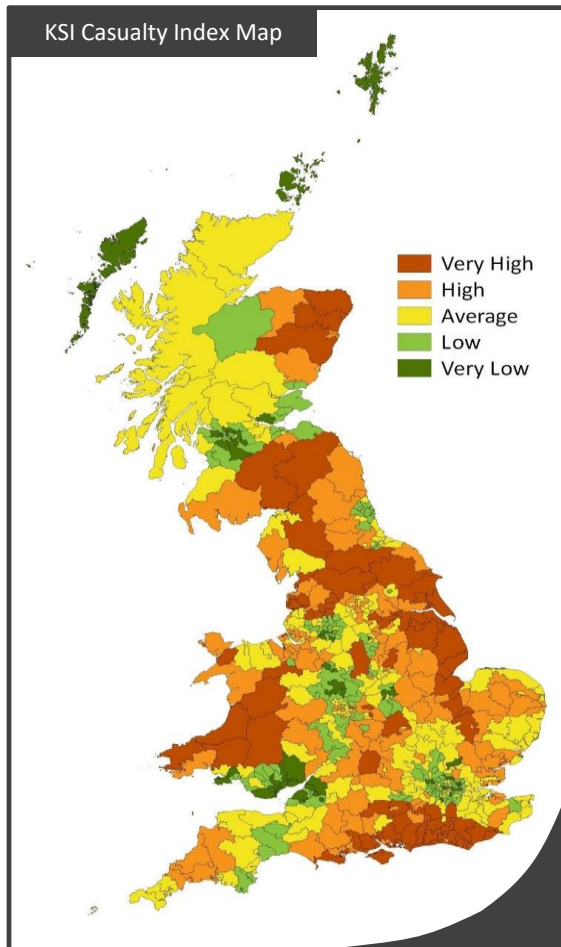 KSI Casualty Index Map
Very High
High
Average
Low
Very Low